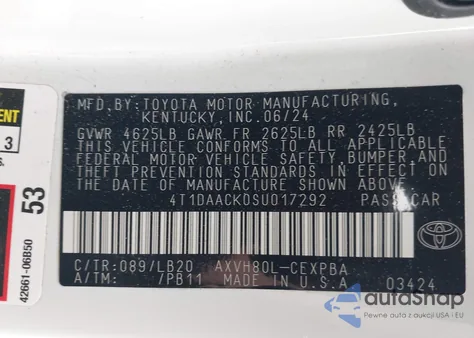 MFD.BY: TOYOTA MOTOR MANUFACTURING,
KENTUCKY, INC. 06/24
GVWR 4625LB GAWR FR 2625LB RR 2425LB
THIS VEHICLE CONFORMS TO ALL APPLICABLE
FEDERAL MOTOR VEHICLE SAFETY, BUMPER, AND
THEFT PREVENTION STANDARDS IN EFFECT ON
THE DATE OF MANUFACTURE SHOWN ABOVE.
4T1DAACK0SU017292 PASS.CAR
C/TR: 089/LB20 AXVH80L-CEXPBA
A/TM: /PB11 MADE IN U.S.A. 03424
TOYOTA
3
s.
53
42661-06B50
autoshap
Pewne auta z aukcji USA i EU